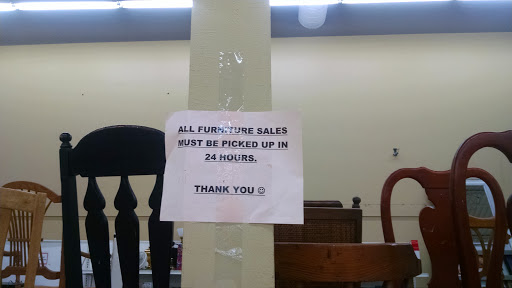 ALL FURNITURE SALES
MUST BE PICKED UP IN
24 HOURS.
THANK YOU ☺